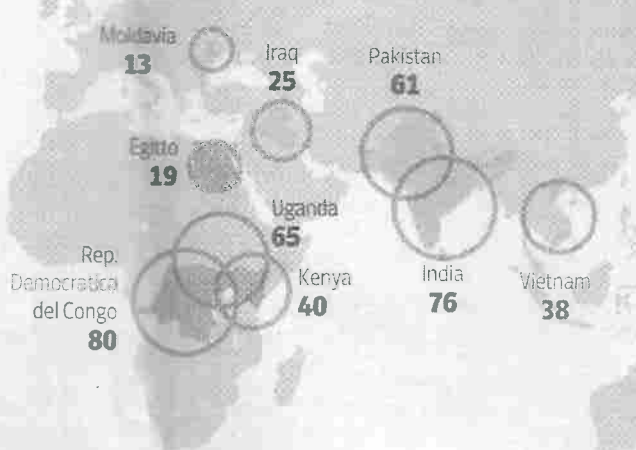 Moldavia
13
Iraq
25
Pakistan
61
Egitto
19
Uganda
65
Rep.
Democratica
del Congo
80
Kenya
40
India
76
Vietnam
38